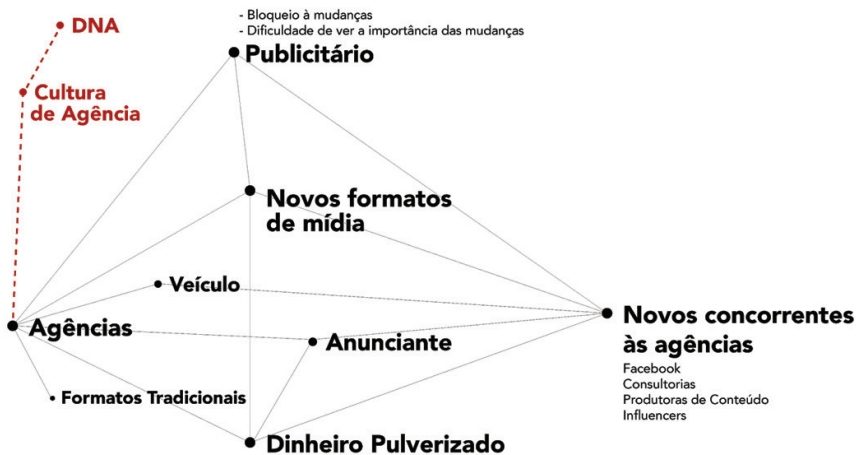 DNA
- Bloqueio à mudanças
- Dificuldade de ver a importância das mudanças
Publicitário
Cultura
de Agência
Novos formatos
de mídia
Veículo
Agências
Anunciante
Novos concorrentes
às agências
Facebook
Consultorias
Produtoras de Conteúdo
Influencers
Formatos Tradicionais
Dinheiro Pulverizado